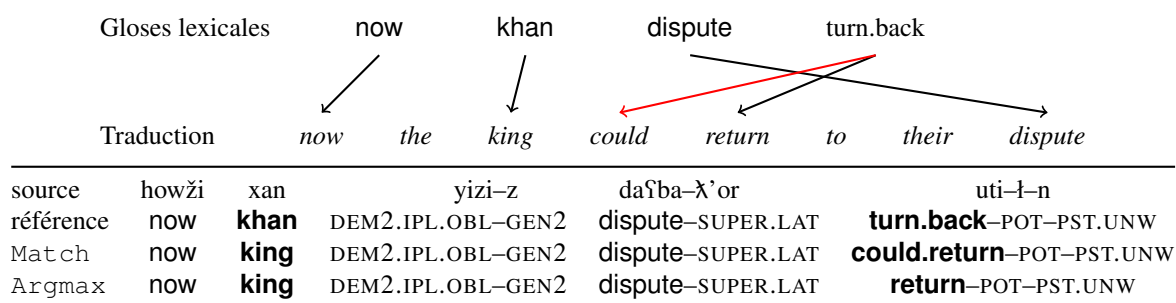 Gloses lexicales now khan dispute turn.back
Traduction now the king could return to their dispute
source howži xan yizi–z daʕba–ƛ’or uti–ł–n
référence now khan DEM2.IPL.OBL–GEN2 dispute–SUPER.LAT turn.back–POT–PST.UNW
Match now king DEM2.IPL.OBL–GEN2 dispute–SUPER.LAT could.return–POT–PST.UNW
Argmax now king DEM2.IPL.OBL–GEN2 dispute–SUPER.LAT return–POT–PST.UNW